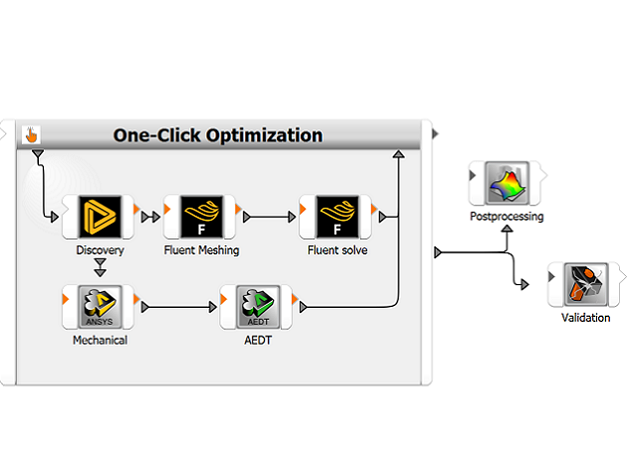 One-Click Optimization
F
F
Discovery
Fluent Meshing
Fluent solve
Postprocessing
ANSYS
AEDT
Mechanical
AEDT
Validation